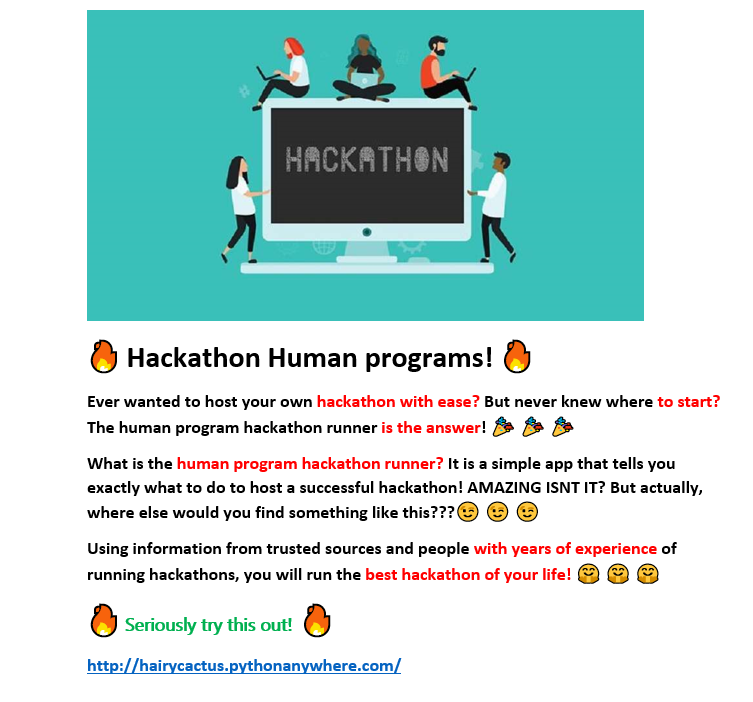 HACKATHON
🔥 Hackathon Human programs! 🔥
Ever wanted to host your own hackathon with ease? But never knew where to start?
The human program hackathon runner is the answer! 🎉 🎉 🎉
What is the human program hackathon runner? It is a simple app that tells you
exactly what to do to host a successful hackathon! AMAZING ISNT IT? But actually,
where else would you find something like this???😉 😉 😉
Using information from trusted sources and people with years of experience of
running hackathons, you will run the best hackathon of your life! 🤗 🤗 🤗
🔥 Seriously try this out! 🔥
http://hairycactus.pythonanywhere.com/